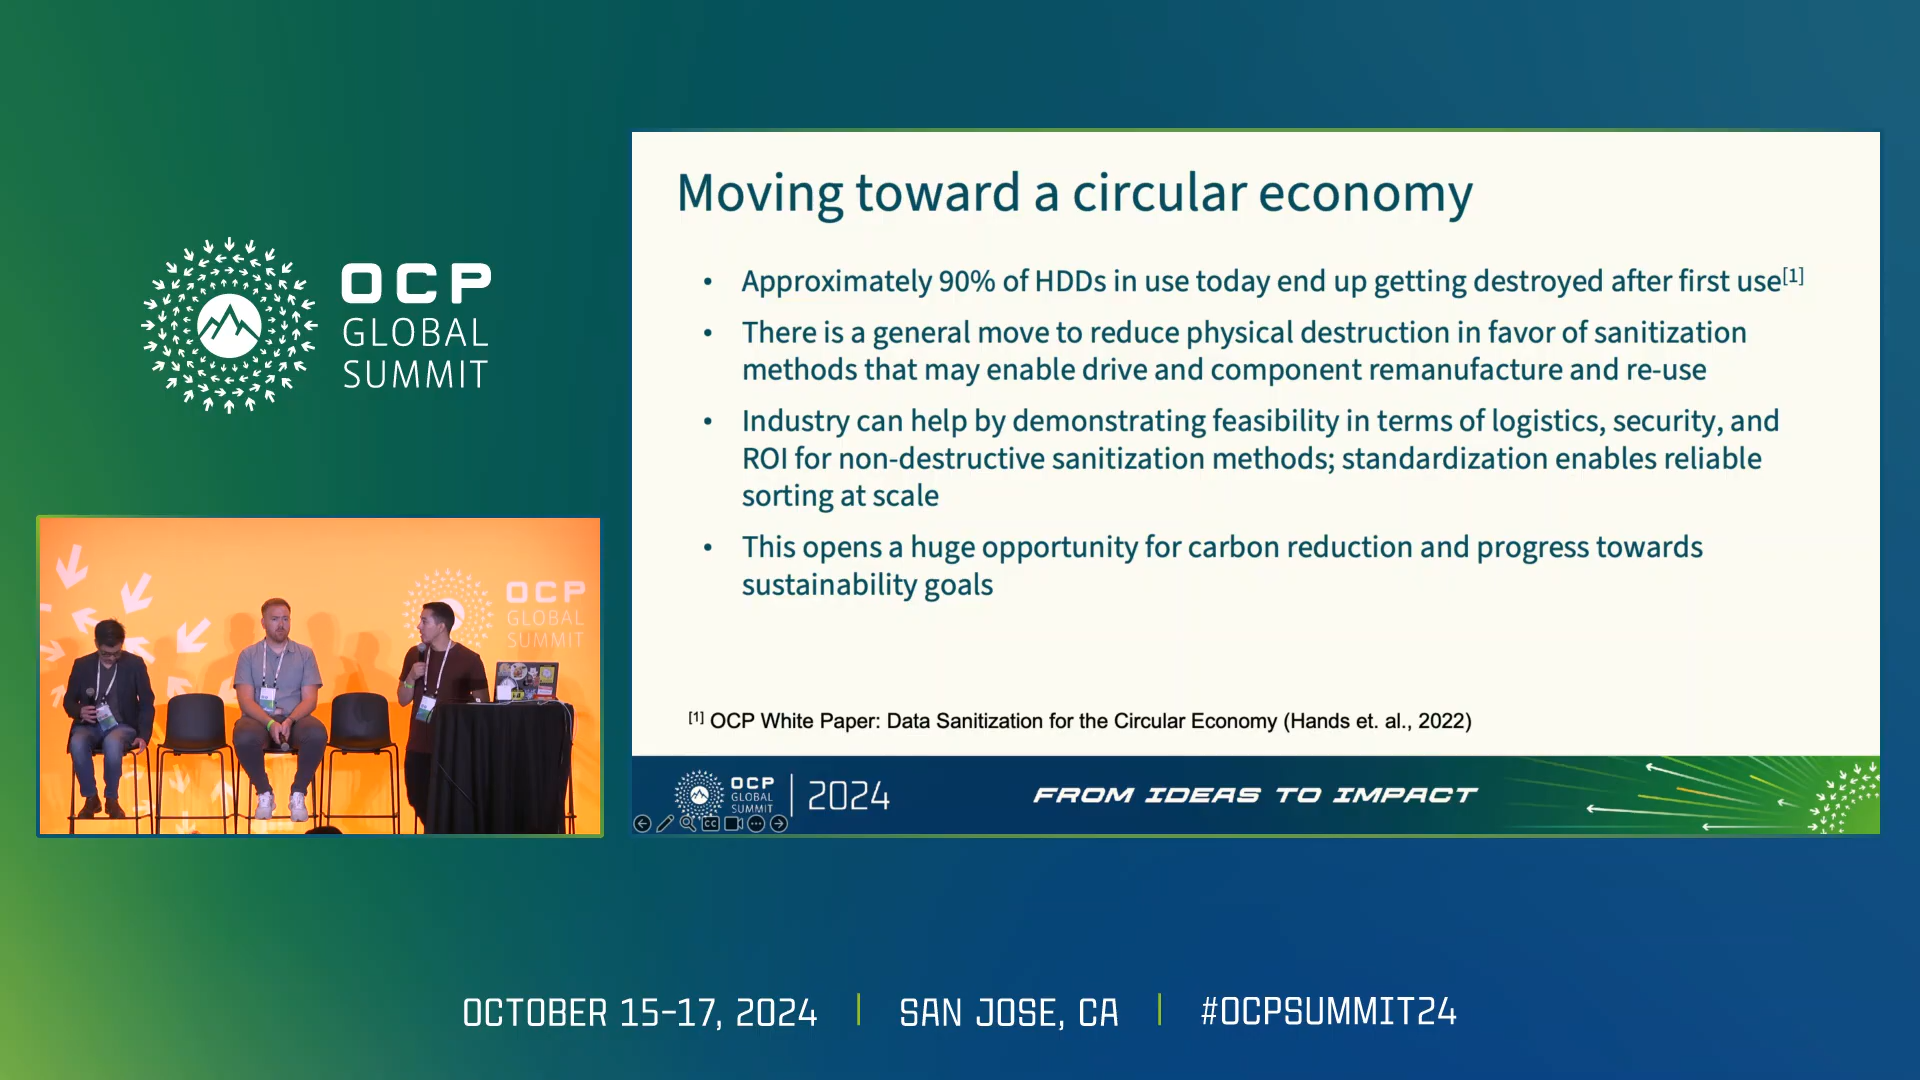 OCP
GLOBAL
SUMMIT
OCP
GLOBAL
SUMMIT
Moving toward a circular economy
• Approximately 90% of HDDs in use today end up getting destroyed after first use[1]
• There is a general move to reduce physical destruction in favor of sanitization
methods that may enable drive and component remanufacture and re-use
• Industry can help by demonstrating feasibility in terms of logistics, security, and
ROI for non-destructive sanitization methods; standardization enables reliable
sorting at scale
• This opens a huge opportunity for carbon reduction and progress towards
sustainability goals
[1] OCP White Paper: Data Sanitization for the Circular Economy (Hands et. al., 2022)
OCP
GLOBAL
SUMMIT
2024
FROM IDEAS TO IMPACT
CC
OCTOBER 15-17, 2024 | SAN JOSE, CA | #OCPSUMMIT24